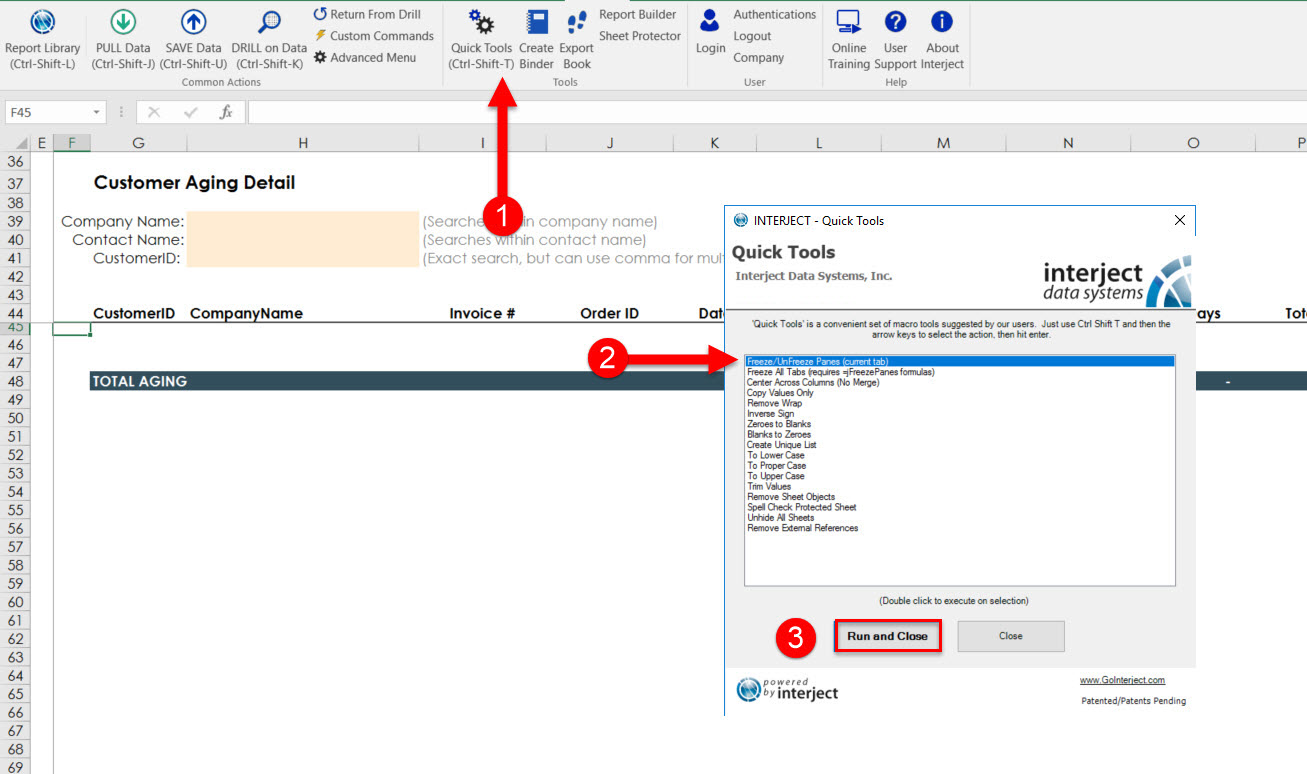 Report Library
(Ctrl-Shift-L)
PULL Data
(Ctrl-Shift-J)
SAVE Data
(Ctrl-Shift-U)
DRILL on Data
(Ctrl-Shift-K)
Return From Drill
Custom Commands
Advanced Menu
Common Actions
Quick Tools
(Ctrl-Shift-T)
Create
Binder
Export
Book
Report Builder
Sheet Protector
Tools
Login
Authentications
Logout
Company
User
Online
Training
User
Support
About
Interject
Help
F45
fx
E F G H I J K L M N O P
36
37 Customer Aging Detail
38
39 Company Name: (Searche in company name)
40 Contact Name: (Searches within contact name)
41 CustomerID: (Exact search, but can use comma for mul
42
43
44 CustomerID CompanyName Invoice # Order ID Dat ays Tot
45
46
47
48 TOTAL AGING -
49
50
51
52
53
54
55
56
57
58
59
60
61
62
63
64
65
66
67
68
69
1
2
3
INTERJECT - Quick Tools
Quick Tools
Interject Data Systems, Inc.
interject
data systems
'Quick Tools' is a convenient set of macro tools suggested by our users. Just use Ctrl Shift T and then the
arrow keys to select the action, then hit enter.
Freeze/UnFreeze Panes (current tab)
Freeze All Tabs (requires =jFreezePanes formulas)
Center Across Columns (No Merge)
Copy Values Only
Remove Wrap
Inverse Sign
Zeroes to Blanks
Blanks to Zeroes
Create Unique List
To Lower Case
To Proper Case
To Upper Case
Trim Values
Remove Sheet Objects
Spell Check Protected Sheet
Unhide All Sheets
Remove External References
(Double click to execute on selection)
Run and Close
Close
powered
by interject
www.GoInterject.com
Patented/Patents Pending